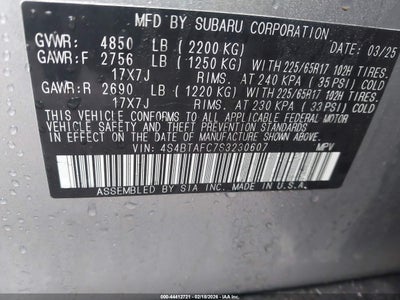 MFD BY SUBARU CORPORATION 03/25
GVWR: 4850 LB (2200 KG)
GAWR:F 2756 LB (1250 KG) WITH 225/65R17 102H TIRES,
17X7J RIMS, AT 240 KPA (35 PSI) COLD
GAWR:R 2690 LB (1220 KG) WITH 225/65R17 102H TIRES,
17X7J RIMS, AT 230 KPA (33 PSI) COLD
THIS VEHICLE CONFORMS TO ALL APPLICABLE FEDERAL MOTOR
VEHICLE SAFETY, BUMPER, AND THEFT PREVENTION STANDARDS
IN EFFECT ON THE DATE OF MANUFACTURE SHOWN ABOVE.
VIN: 4S4BTAFC7S3230607 MPV
ASSEMBLED BY SIA INC. MADE IN U.S.A.
000-44412721 - 02/18/2026 - IAAI.COM